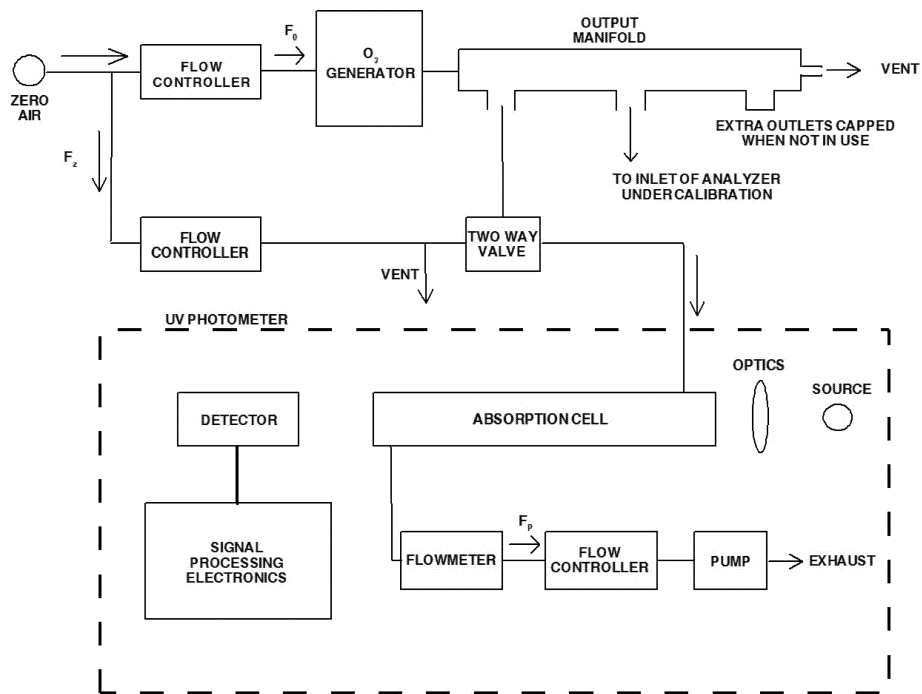 ZERO
AIR
FLOW
CONTROLLER
F₀
O₃
GENERATOR
OUTPUT
MANIFOLD
VENT
EXTRA OUTLETS CAPPED
WHEN NOT IN USE
TO INLET OF ANALYZER
UNDER CALIBRATION
F_z
FLOW
CONTROLLER
VENT
TWO WAY
VALVE
UV PHOTOMETER
OPTICS
SOURCE
DETECTOR
ABSORPTION CELL
SIGNAL
PROCESSING
ELECTRONICS
FLOWMETER
Fₚ
FLOW
CONTROLLER
PUMP
EXHAUST